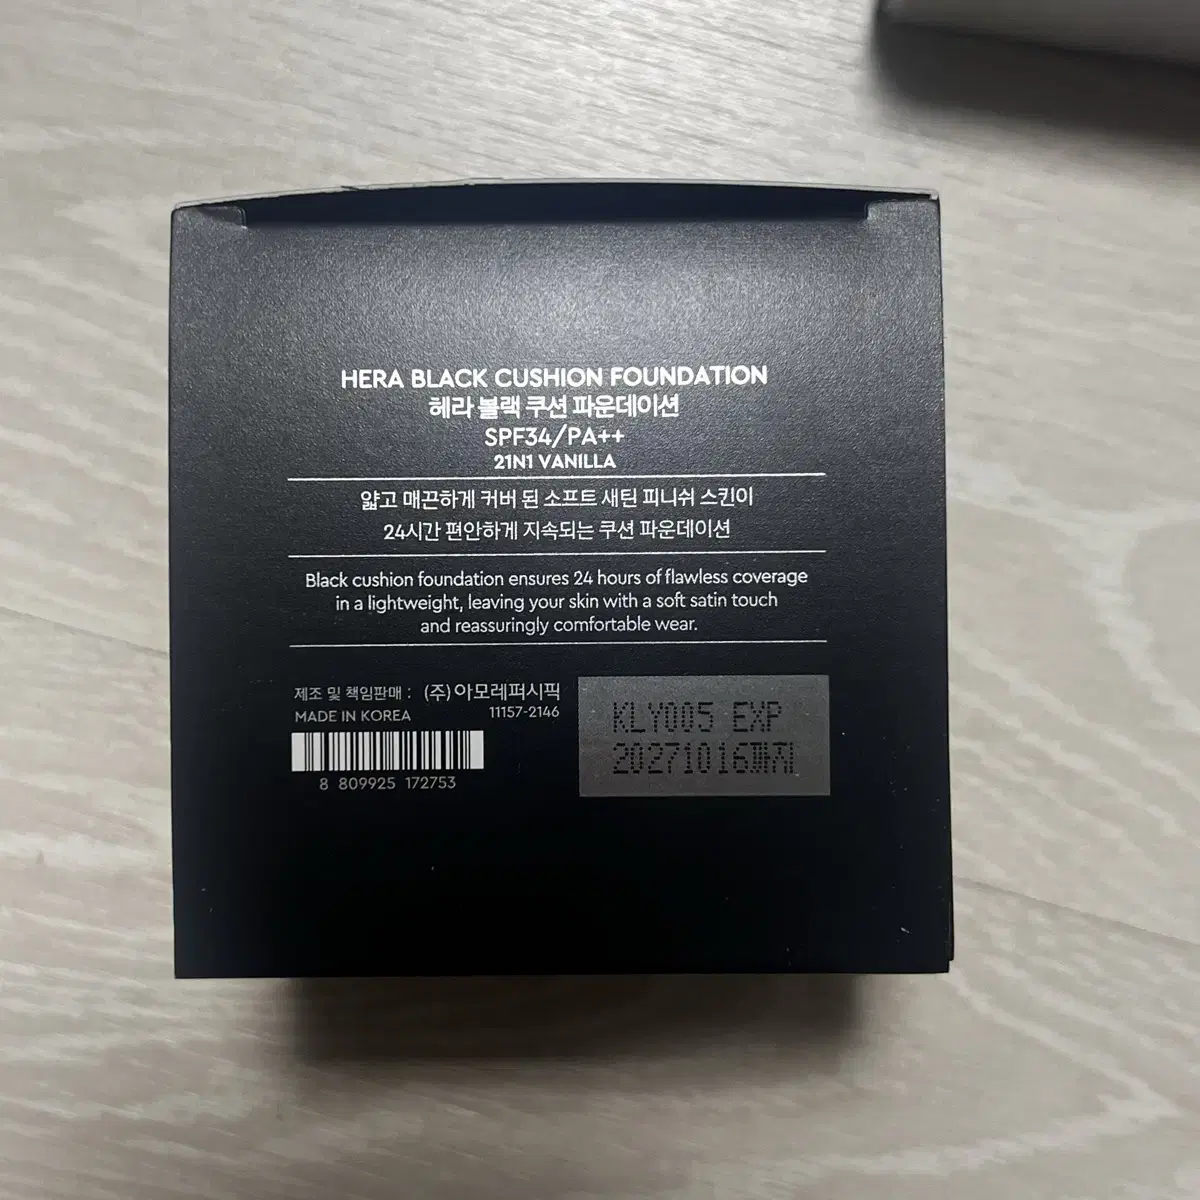 HERA BLACK CUSHION FOUNDATION
헤라 블랙 쿠션 파운데이션
SPF34/PA++
21N1 VANILLA
얇고 매끈하게 커버 된 소프트 새틴 피니쉬 스킨이
24시간 편안하게 지속되는 쿠션 파운데이션
Black cushion foundation ensures 24 hours of flawless coverage
in a lightweight, leaving your skin with a soft satin touch
and reassuringly comfortable wear.
제조 및 책임판매 : (주)아모레퍼시픽
MADE IN KOREA 11157-2146
8 809925 172753
KLY005 EXP
20271016까지